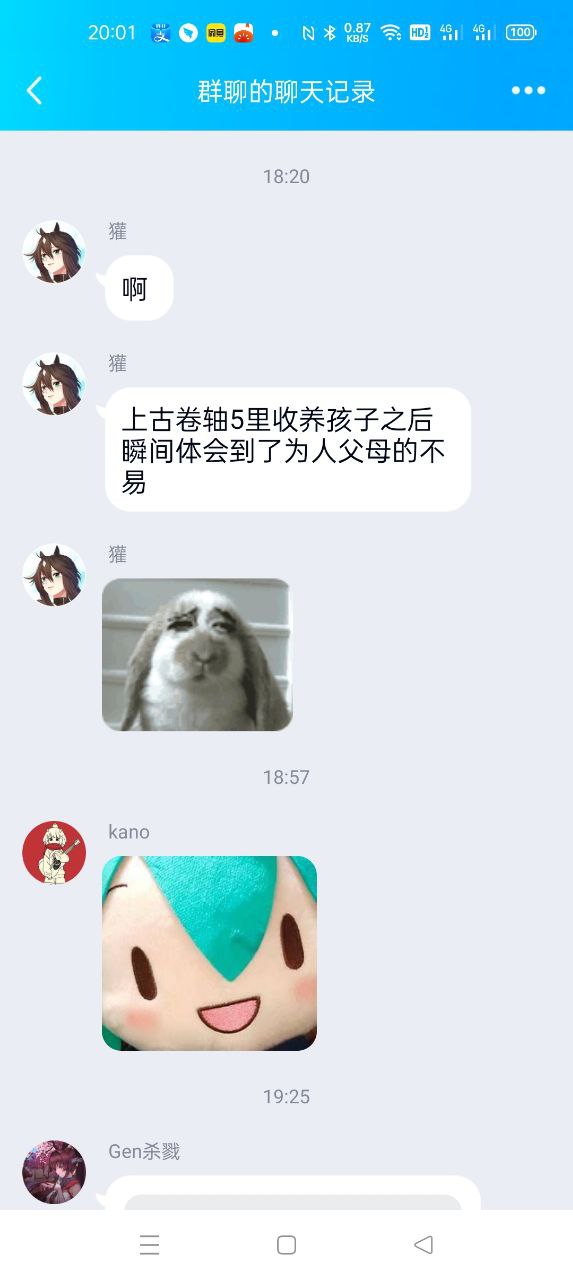 20:01
0.87
KB/S
HD
4G
4G
100
群聊的聊天记录
18:20
獾
啊
獾
上古卷轴5里收养孩子之后
瞬间体会到了为人父母的不
易
獾
18:57
kano
19:25
Gen杀戮